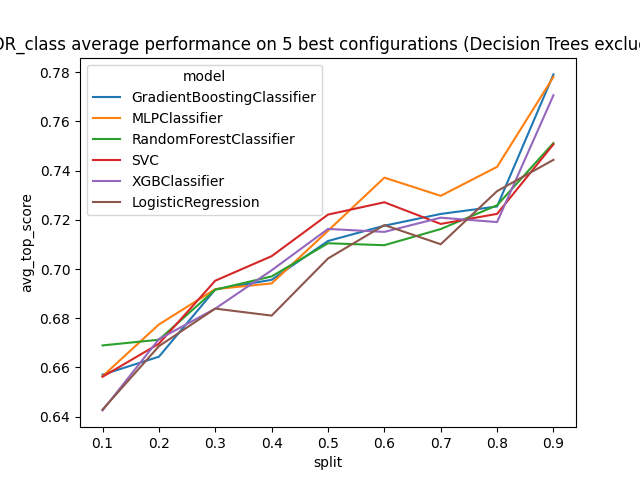 OR_class average performance on 5 best configurations (Decision Trees
model
GradientBoostingClassifier
MLPClassifier
RandomForestClassifier
SVC
XGBClassifier
LogisticRegression
0.78
0.76
0.74
0.72
0.70
0.68
0.66
0.64
avg_top_score
0.1 0.2 0.3 0.4 0.5 0.6 0.7 0.8 0.9
split